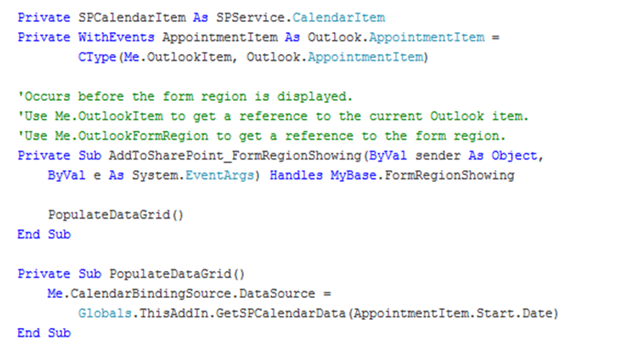 Private SPCalendarItem As SPService.CalendarItem
Private WithEvents AppointmentItem As Outlook.AppointmentItem =
CType(Me.OutlookItem, Outlook.AppointmentItem)
'Occurs before the form region is displayed.
'Use Me.OutlookItem to get a reference to the current Outlook item.
'Use Me.OutlookFormRegion to get a reference to the form region.
Private Sub AddToSharePoint_FormRegionShowing(ByVal sender As Object,
ByVal e As System.EventArgs) Handles MyBase.FormRegionShowing
PopulateDataGrid()
End Sub
Private Sub PopulateDataGrid()
Me.CalendarBindingSource.DataSource =
Globals.ThisAddIn.GetSPCalendarData(AppointmentItem.Start.Date)
End Sub